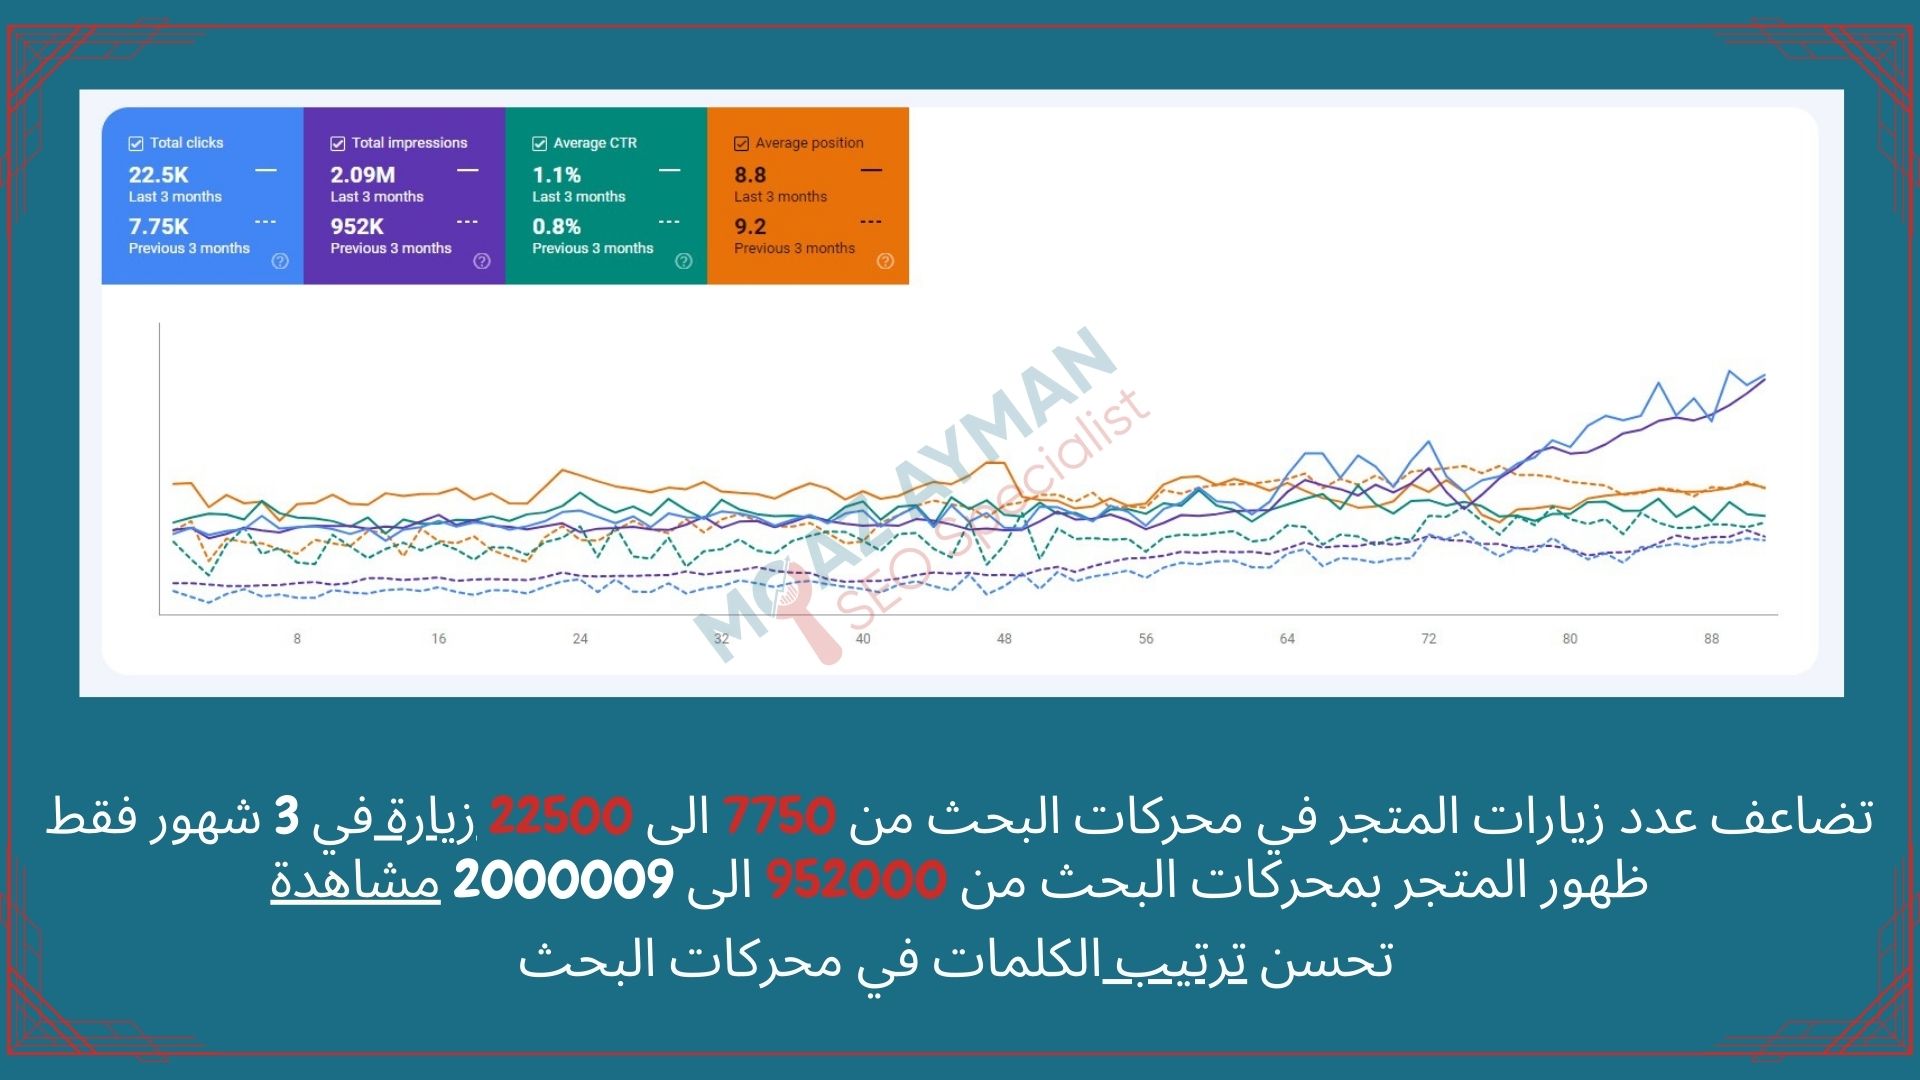 Total clicks
22.5K
Last 3 months
7.75K
Previous 3 months
Total impressions
2.09M
Last 3 months
952K
Previous 3 months
Average CTR
1.1%
Last 3 months
0.8%
Previous 3 months
Average position
8.8
Last 3 months
9.2
Previous 3 months
MOAZ AYMAN
SEO Specialist
8 16 24 32 40 48 56 64 72 80 88
تضاعف عدد زيارات المتجر في محركات البحث من 7750 الى 22500 زيارة في 3 شهور فقط
ظهور المتجر بمحركات البحث من 952000 الى 2000009 مشاهدة
تحسن ترتيب الكلمات في محركات البحث